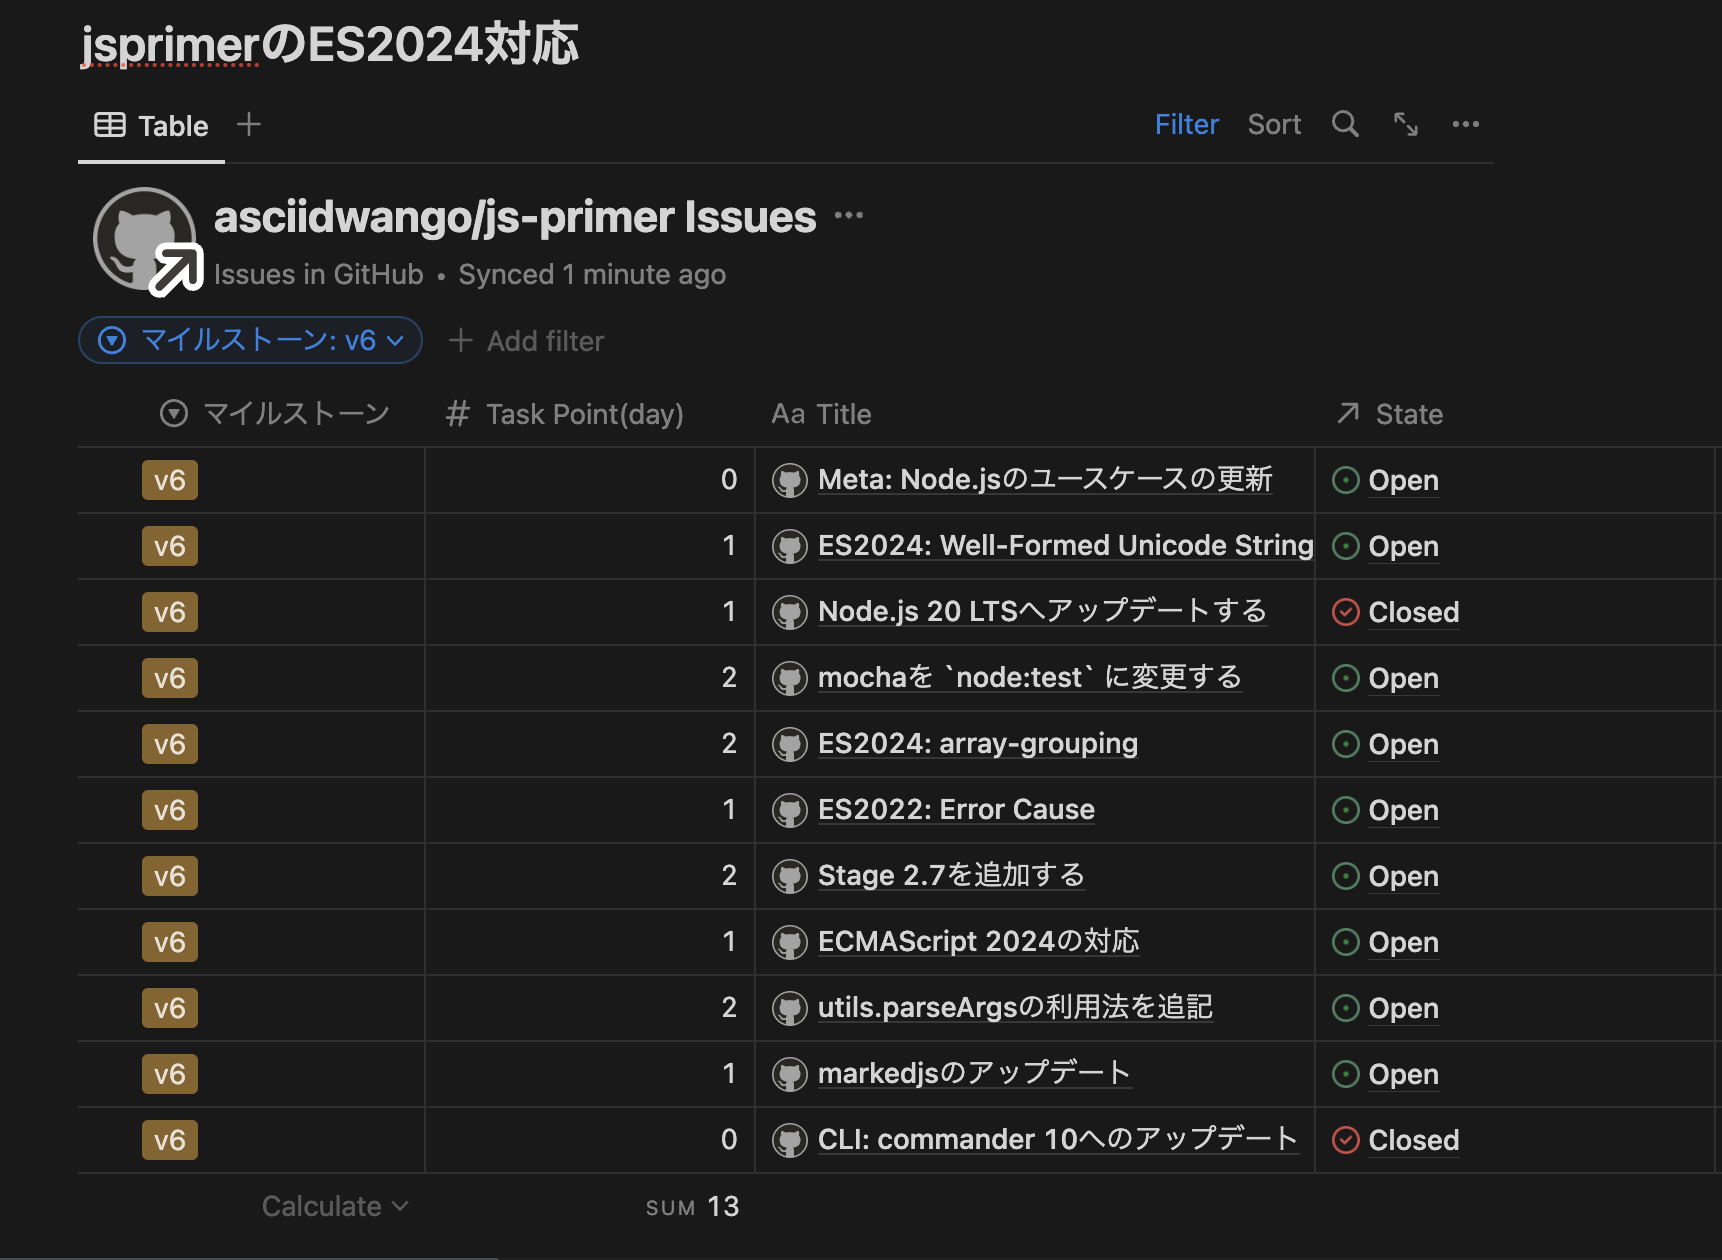 jsprimerのES2024対応
Table
Filter Sort
asciidwango/js-primer Issues
Issues in GitHub • Synced 1 minute ago
マイルストーン: v6
Add filter
マイルストーン # Task Point(day) Aa Title State
v6 0 Meta: Node.jsのユースケースの更新 Open
v6 1 ES2024: Well-Formed Unicode String Open
v6 1 Node.js 20 LTSへアップデートする Closed
v6 2 mochaを `node:test` に変更する Open
v6 2 ES2024: array-grouping Open
v6 1 ES2022: Error Cause Open
v6 2 Stage 2.7を追加する Open
v6 1 ECMAScript 2024の対応 Open
v6 2 utils.parseArgsの利用法を追記 Open
v6 1 markedjsのアップデート Open
v6 0 CLI: commander 10へのアップデート Closed
Calculate SUM 13